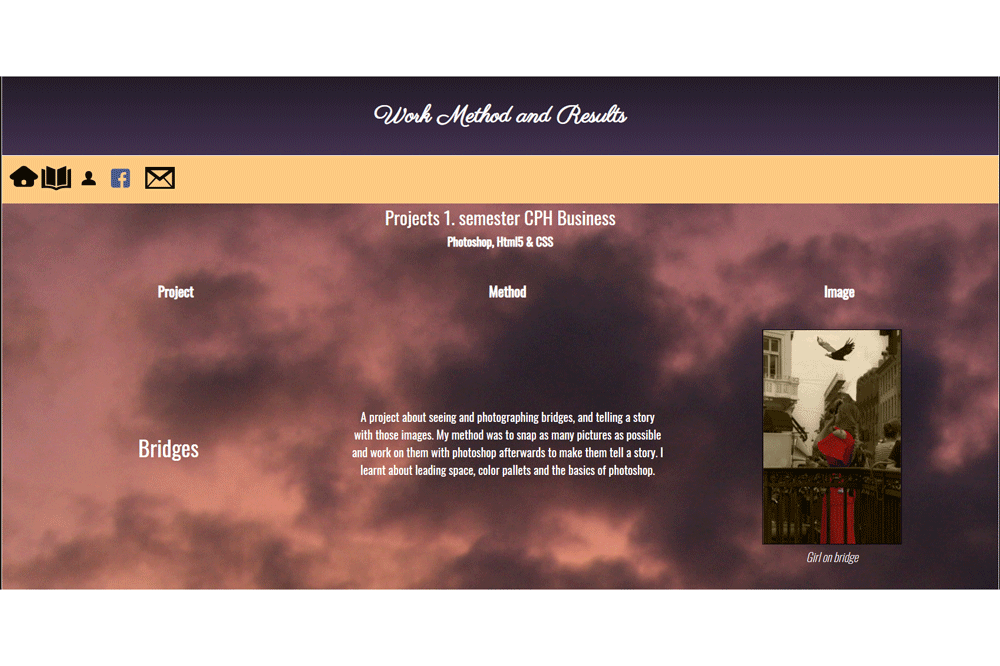 Work Method and Results
Projects 1. semester CPH Business
Photoshop, Html5 & CSS
Project Method Image
Bridges
A project about seeing and photographing bridges, and telling a story
with those images. My method was to snap as many pictures as possible
and work on them with photoshop afterwards to make them tell a story. I
learnt about leading space, color pallets and the basics of photoshop.
Girl on bridge